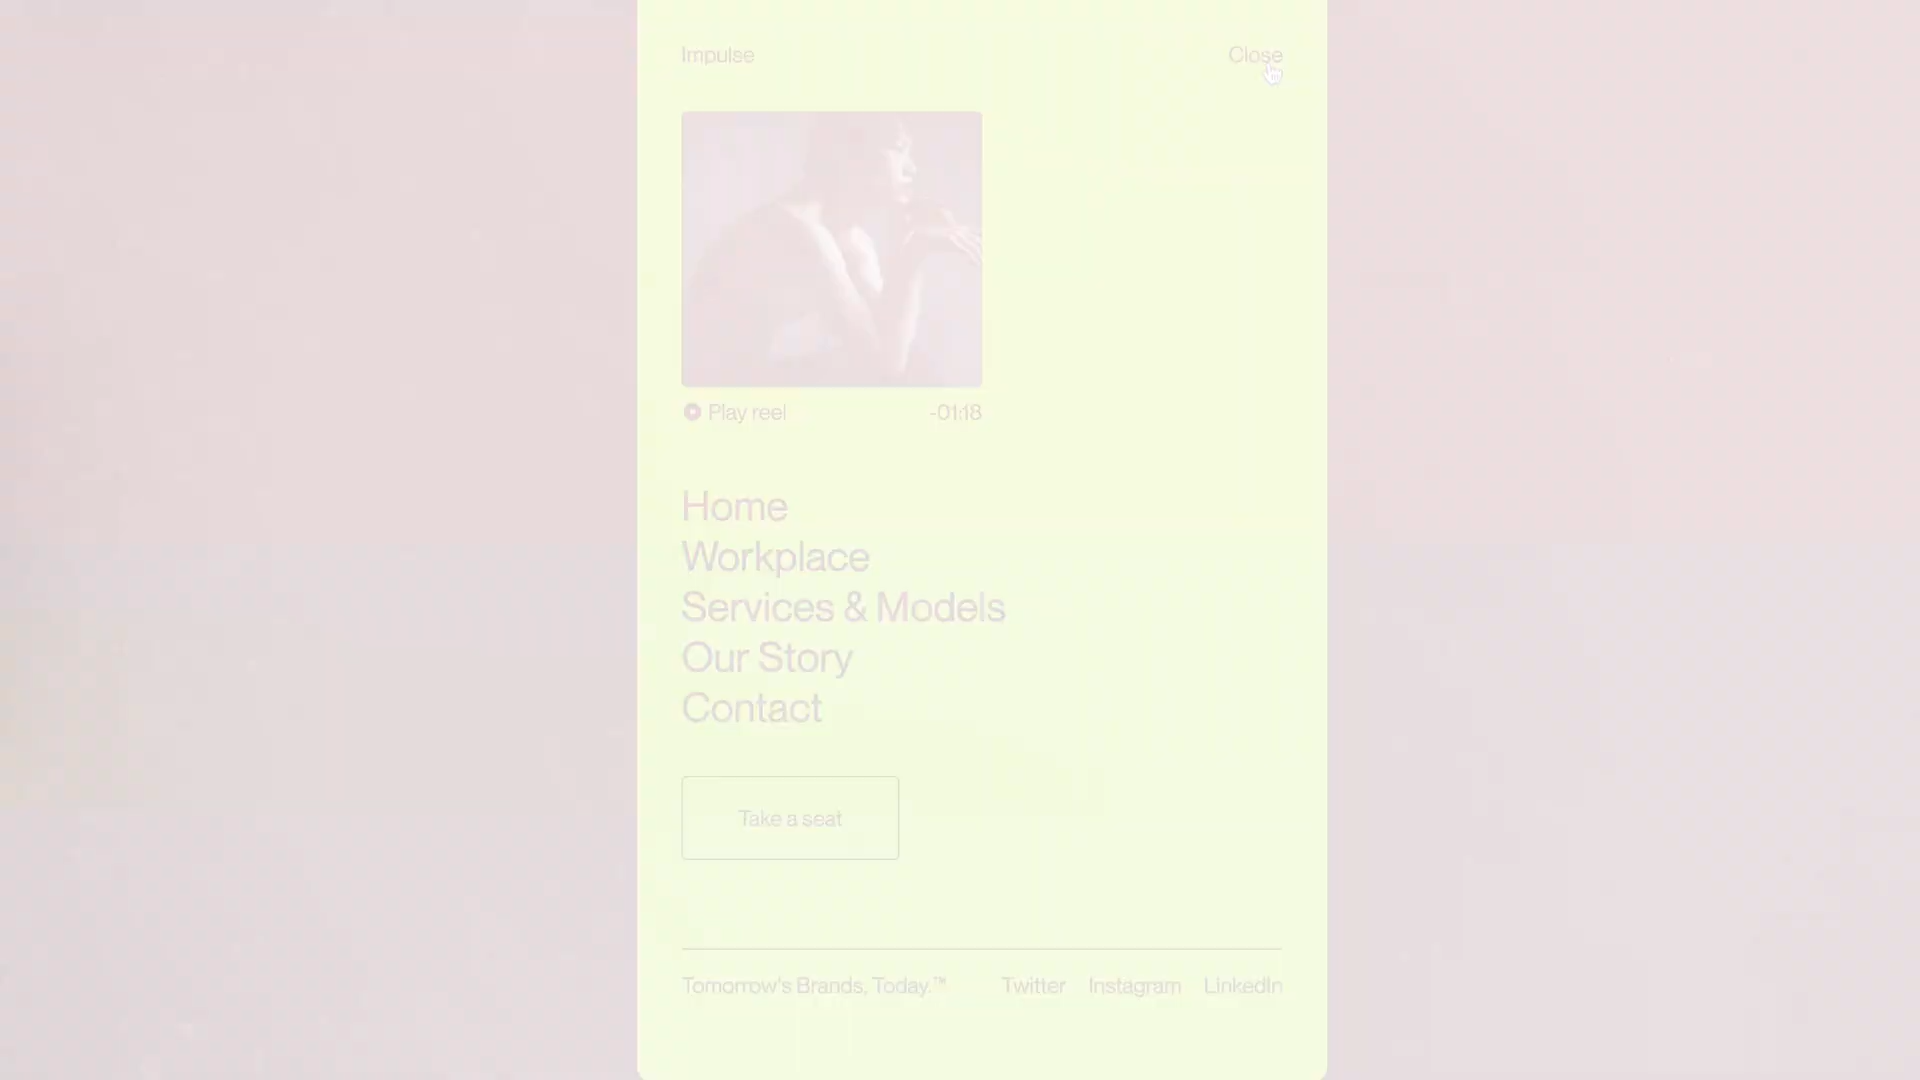 Impulse Close
Play reel -01:18
Home
Workplace
Services & Models
Our Story
Contact
Take a seat
Tomorrow's Brands, Today.™ Twitter Instagram LinkedIn